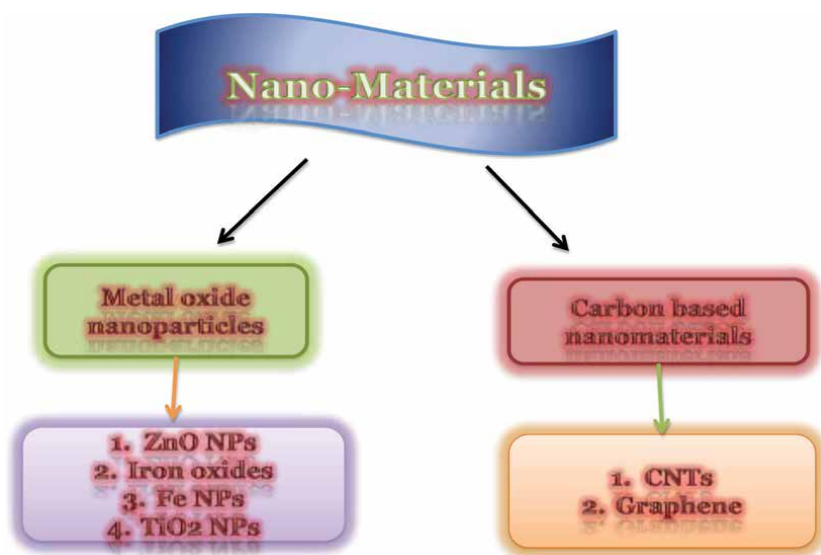 Nano-Materials
Metal oxide
nanoparticles
Carbon based
nanomaterials
1. ZnO NPs
2. Iron oxides
3. Fe NPs
4. TiO2 NPs
1. CNTs
2. Graphene